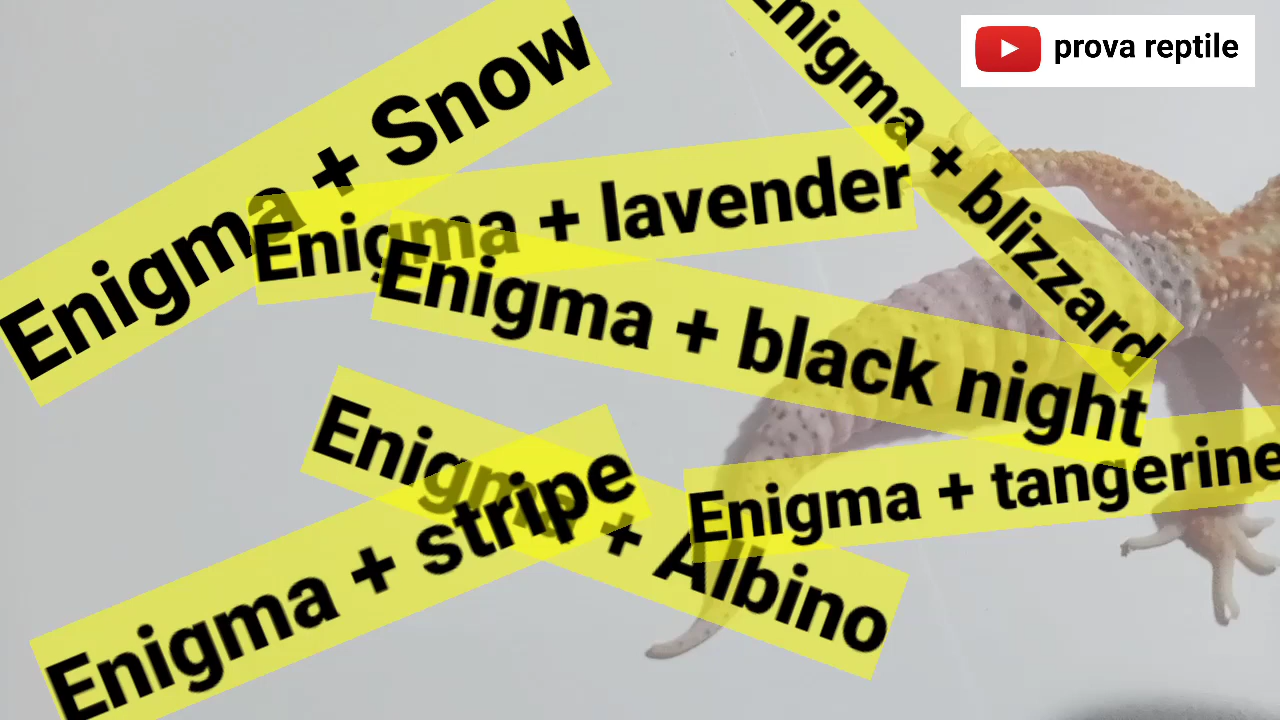 prova reptile
Enigma + Snow
Enigma + blizzard
Enigma + lavender
Enigma + black night
Enigma + Albino
Enigma + stripe
Enigma + tangerine